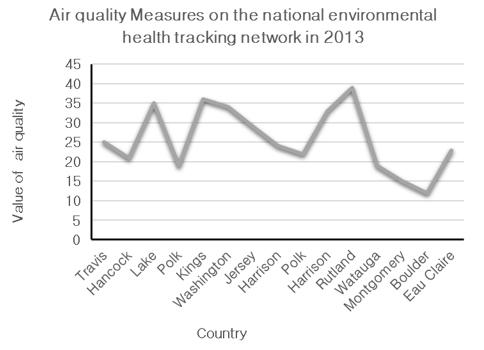 Air quality Measures on the national environmental
health tracking network in 2013
45
40
35
30
25
20
15
10
5
0
Value of air quality
Travis
Hancock
Lake
Polk
Kings
Washington
Jersey
Harrison
Polk
Harrison
Rutland
Watauga
Montgomery
Boulder
Eau Claire
Country